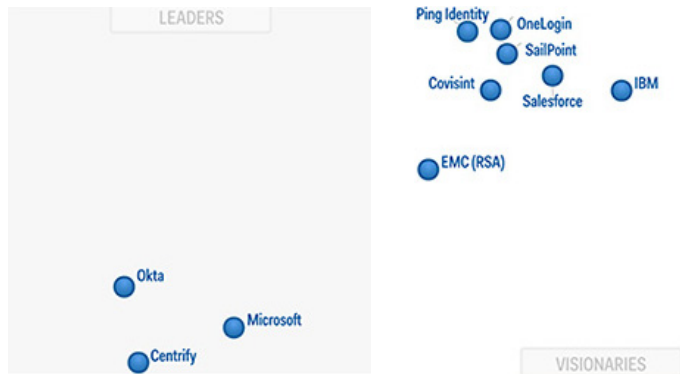 LEADERS
Okta
Microsoft
Centrify
Ping Identity
OneLogin
SailPoint
Covisint
Salesforce
IBM
EMC (RSA)
VISIONARIES